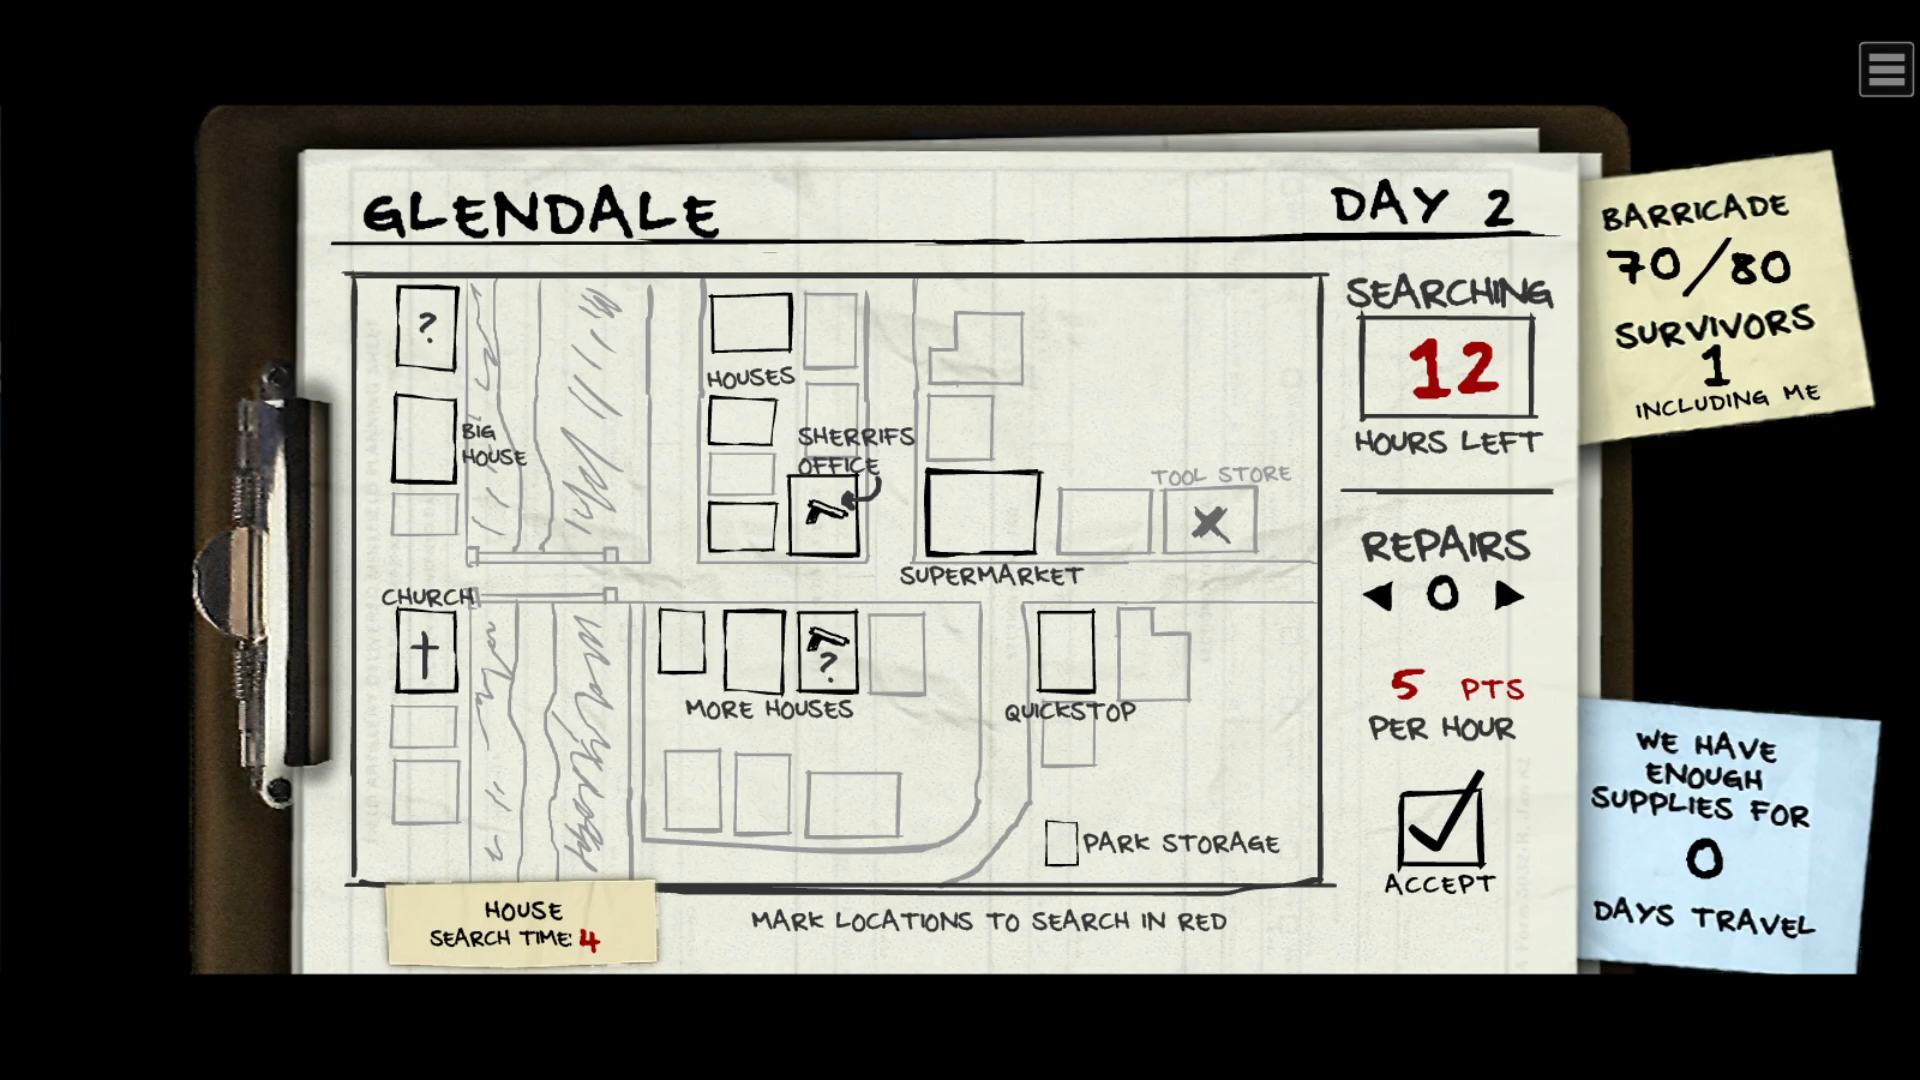 GLENDALE
DAY 2
?
BIG
HOUSE
HOUSES
SHERRIFS
OFFICE
TOOL STORE
SUPERMARKET
CHURCH
?
MORE HOUSES
QUICKSTOP
PARK STORAGE
MARK LOCATIONS TO SEARCH IN RED
HOUSE
SEARCH TIME: 4
SEARCHING
12
HOURS LEFT
REPAIRS
0
5 PTS
PER HOUR
ACCEPT
BARRICADE
70/80
SURVIVORS
1
INCLUDING ME
WE HAVE
ENOUGH
SUPPLIES FOR
0
DAYS TRAVEL